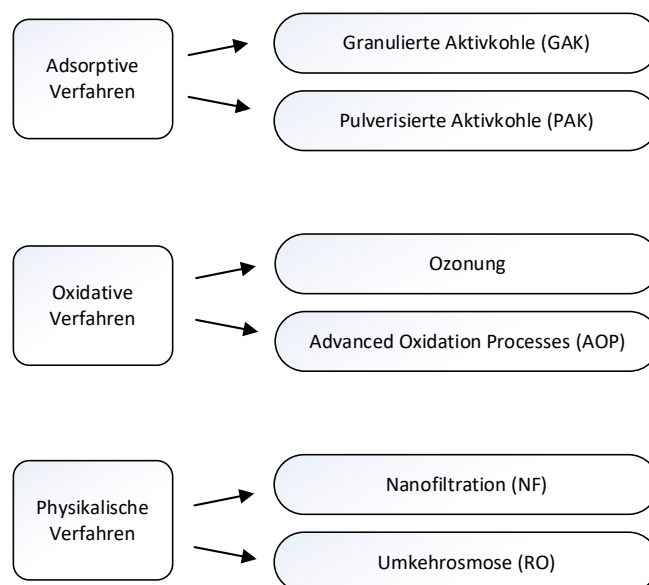 Adsorptive
Verfahren
Granulierte Aktivkohle (GAK)
Pulverisierte Aktivkohle (PAK)
Oxidative
Verfahren
Ozonung
Advanced Oxidation Processes (AOP)
Physikalische
Verfahren
Nanofiltration (NF)
Umkehrosmose (RO)